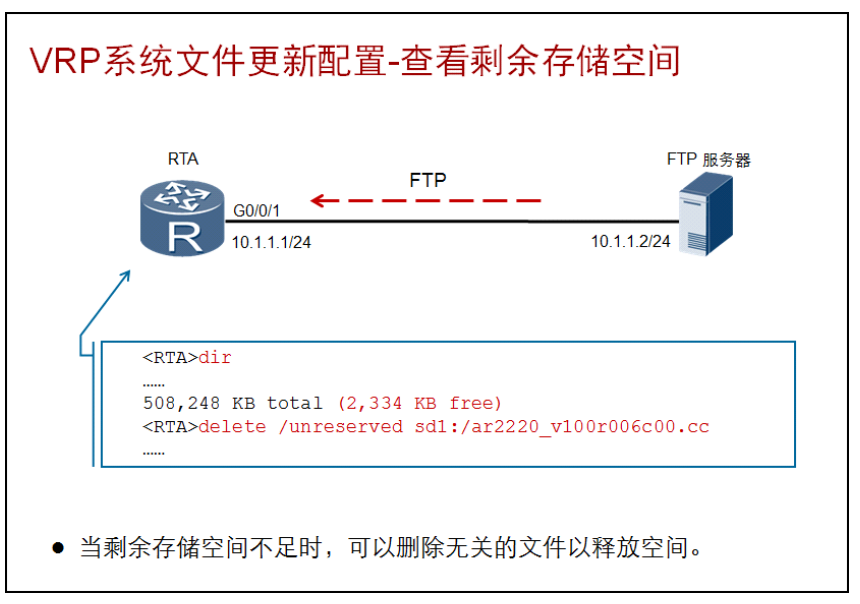 VRP系统文件更新配置-查看剩余存储空间
RTA
FTP 服务器
FTP
G0/0/1
R
10.1.1.1/24
10.1.1.2/24
<RTA>dir
……
508,248 KB total (2,334 KB free)
<RTA>delete /unreserved sd1:/ar2220_v100r006c00.cc
……
● 当剩余存储空间不足时，可以删除无关的文件以释放空间。